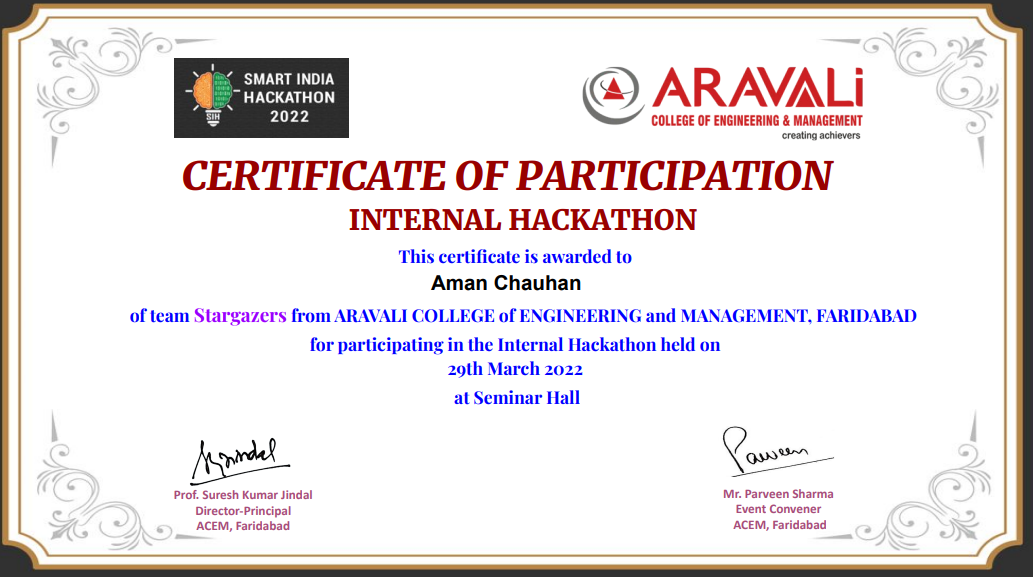 SMART INDIA
HACKATHON
2022
SIH
ARAVALi
COLLEGE OF ENGINEERING & MANAGEMENT
creating achievers
CERTIFICATE OF PARTICIPATION
INTERNAL HACKATHON
This certificate is awarded to
Aman Chauhan
of team Stargazers from ARAVALI COLLEGE of ENGINEERING and MANAGEMENT, FARIDABAD
for participating in the Internal Hackathon held on
29th March 2022
at Seminar Hall
Prof. Suresh Kumar Jindal
Director-Principal
ACEM, Faridabad
Parveen
Mr. Parveen Sharma
Event Convener
ACEM, Faridabad